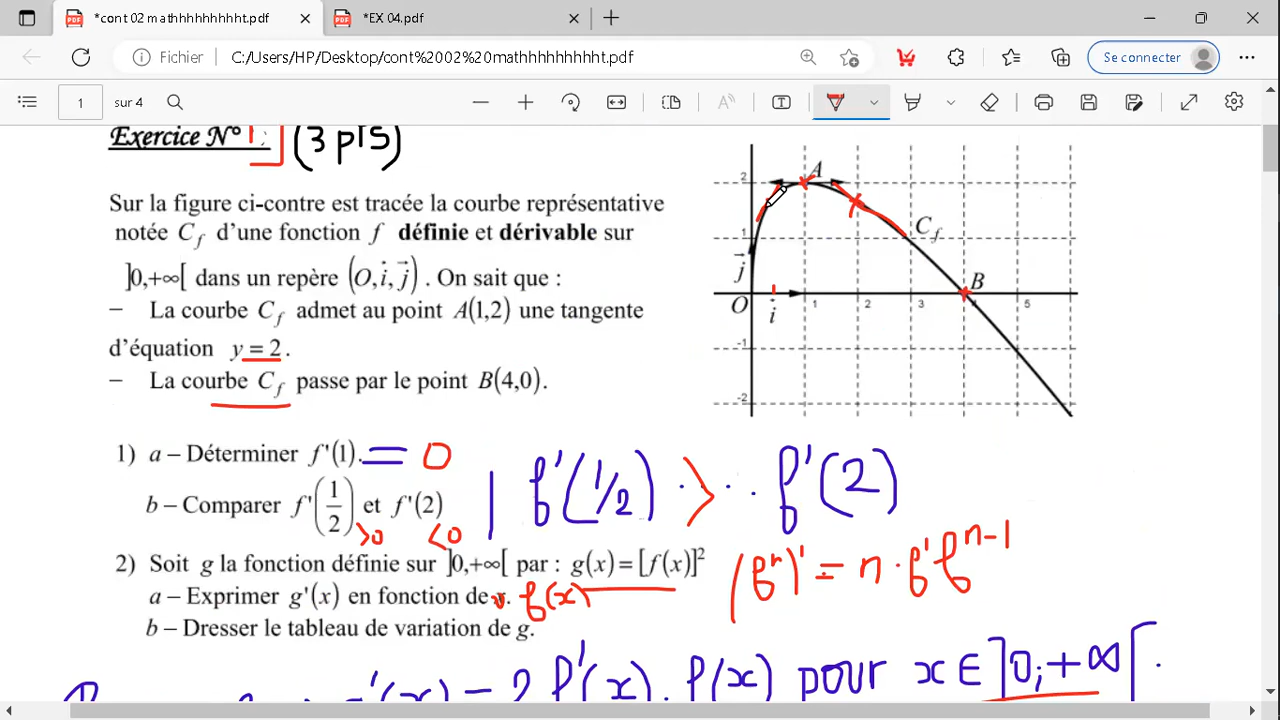 *cont 02 mathhhhhhhhht.pdf
*EX 04.pdf
Fichier
C:/Users/HP/Desktop/cont%2002%20mathhhhhhhhht.pdf
Se connecter
1
sur 4
Exercice N° 1 (3 pts)
Sur la figure ci-contre est tracée la courbe représentative
notée C_f d'une fonction f définie et dérivable sur
]0,+∞[ dans un repère (O,i⃗,j⃗). On sait que :
– La courbe C_f admet au point A(1,2) une tangente
d'équation y = 2.
– La courbe C_f passe par le point B(4,0).
A
2
C_f
1
j⃗
B
O
i
1
2
3
4
5
-1
-2
1) a – Déterminer f'(1). = 0
b – Comparer f'(1/2) et f'(2)
>0 <0
f'(1/2) > f'(2)
2) Soit g la fonction définie sur ]0,+∞[ par : g(x) = [f(x)]²
(fⁿ)' = n · f' fⁿ⁻¹
a – Exprimer g'(x) en fonction de f(x)
b – Dresser le tableau de variation de g.
'(x) = 2 f'(x). f(x) pour x ∈ ]0;+∞[.